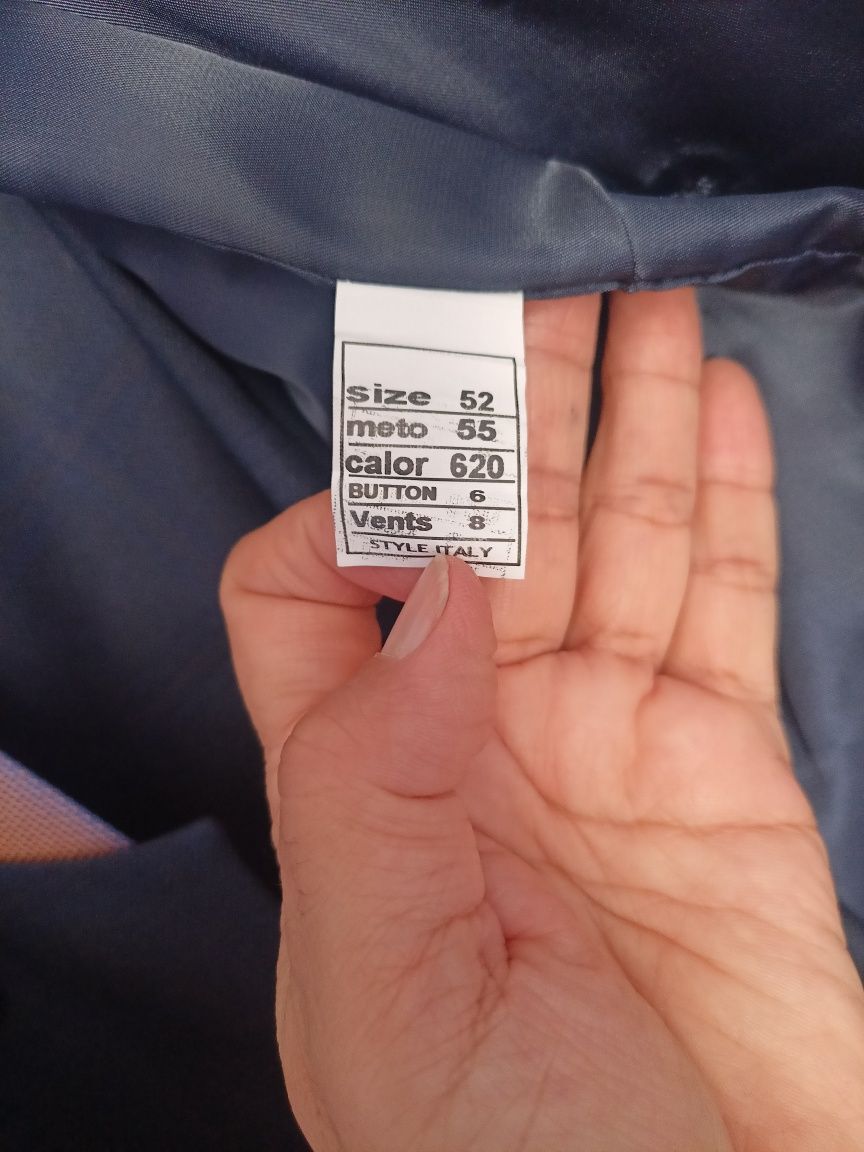 size 52
meto 55
calor 620
BUTTON 6
Vents 8
STYLE ITALY